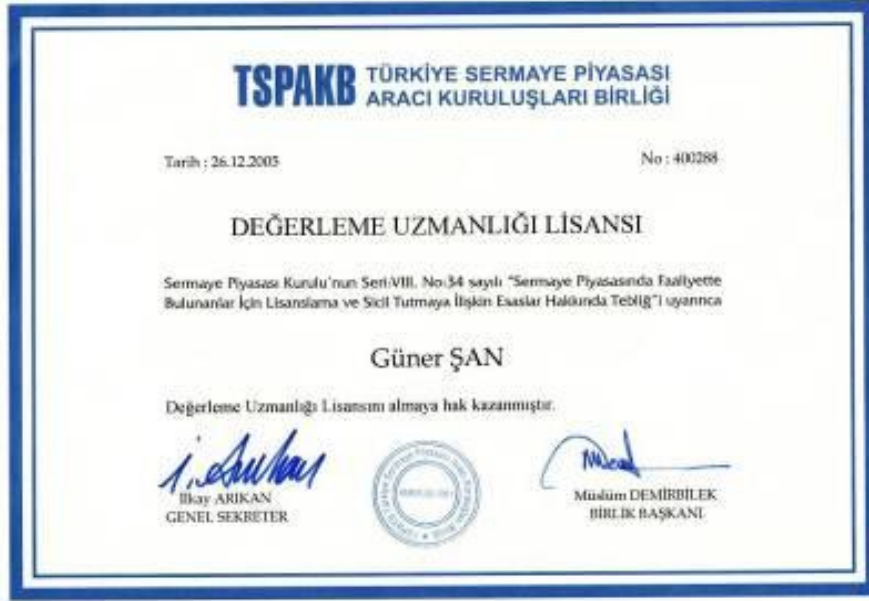 TSPAKB TÜRKİYE SERMAYE PİYASASI
ARACI KURULUŞLARI BİRLİĞİ
Tarih : 26.12.2005
No : 400288
DEĞERLEME UZMANLIĞI LİSANSI
Sermaye Piyasası Kurulu'nun Seri:VIII, No:34 sayılı "Sermaye Piyasasında Faaliyette
Bulunanlar İçin Lisanslama ve Sicil Tutmaya İlişkin Esaslar Hakkında Tebliğ"i uyarınca
Güner ŞAN
Değerleme Uzmanlığı Lisansını almaya hak kazanmıştır.
İlkay ARIKAN
GENEL SEKRETER
Müslüm DEMİRBİLEK
BİRLİK BAŞKANI